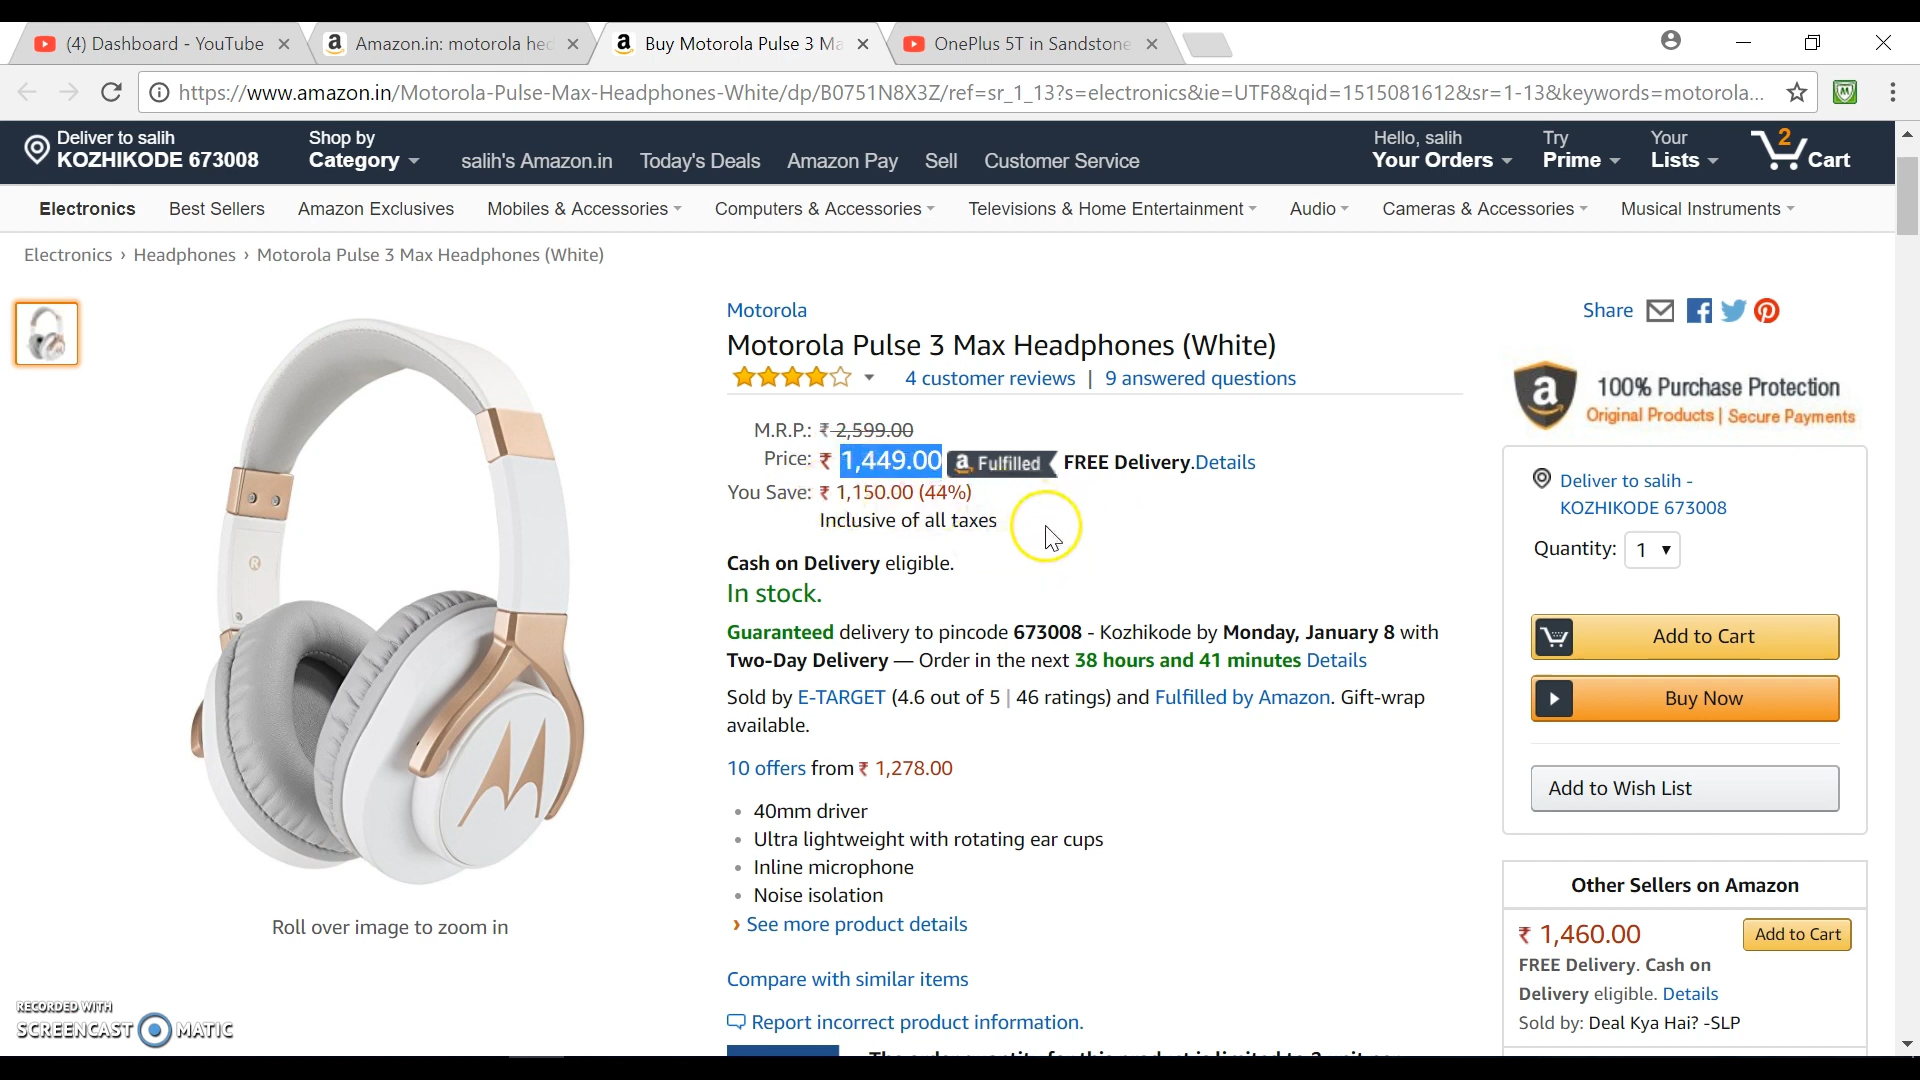 (4) Dashboard - YouTube
Amazon.in: motorola hec
Buy Motorola Pulse 3 Ma
OnePlus 5T in Sandstone
https://www.amazon.in/Motorola-Pulse-Max-Headphones-White/dp/B0751N8X3Z/ref=sr_1_13?s=electronics&ie=UTF8&qid=1515081612&sr=1-13&keywords=motorola...
Deliver to salih
KOZHIKODE 673008
Shop by
Category
salih's Amazon.in Today's Deals Amazon Pay Sell Customer Service
Hello, salih
Your Orders
Try
Prime
Your
Lists
2
Cart
Electronics Best Sellers Amazon Exclusives Mobiles & Accessories Computers & Accessories Televisions & Home Entertainment Audio Cameras & Accessories Musical Instruments
Electronics › Headphones › Motorola Pulse 3 Max Headphones (White)
Roll over image to zoom in
Motorola
Motorola Pulse 3 Max Headphones (White)
4 customer reviews | 9 answered questions
M.R.P.: ₹ 2,599.00
Price: ₹ 1,449.00 a Fulfilled FREE Delivery.Details
You Save: ₹ 1,150.00 (44%)
Inclusive of all taxes
Cash on Delivery eligible.
In stock.
Guaranteed delivery to pincode 673008 - Kozhikode by Monday, January 8 with
Two-Day Delivery — Order in the next 38 hours and 41 minutes Details
Sold by E-TARGET (4.6 out of 5 | 46 ratings) and Fulfilled by Amazon. Gift-wrap
available.
10 offers from ₹ 1,278.00
• 40mm driver
• Ultra lightweight with rotating ear cups
• Inline microphone
• Noise isolation
› See more product details
Compare with similar items
Report incorrect product information.
Share
a 100% Purchase Protection
Original Products | Secure Payments
Deliver to salih -
KOZHIKODE 673008
Quantity: 1
Add to Cart
Buy Now
Add to Wish List
Other Sellers on Amazon
₹ 1,460.00 Add to Cart
FREE Delivery. Cash on
Delivery eligible. Details
Sold by: Deal Kya Hai? -SLP
RECORDED WITH
SCREENCAST MATIC